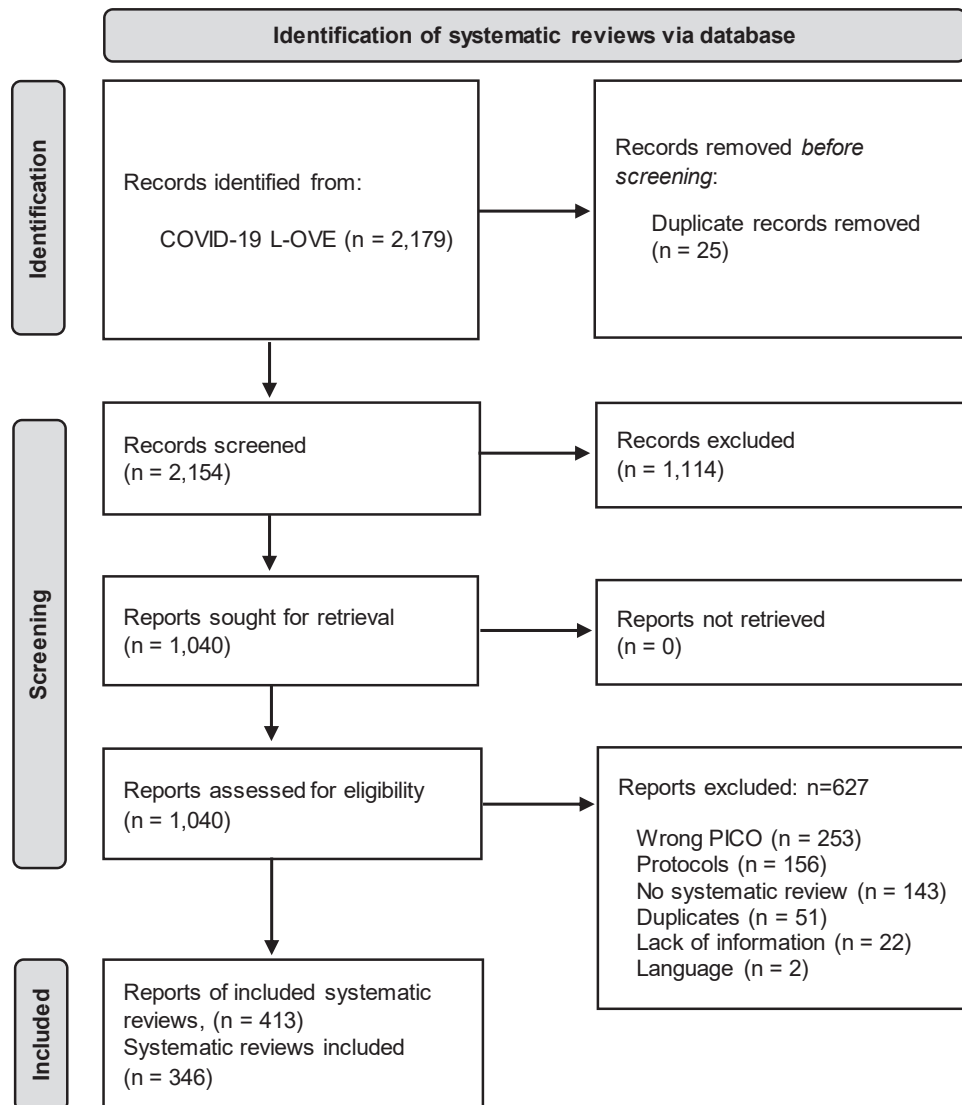 Identification of systematic reviews via database
Identification
Records identified from:
COVID-19 L-OVE (n = 2,179)
Records removed before
screening:
Duplicate records removed
(n = 25)
Screening
Records screened
(n = 2,154)
Records excluded
(n = 1,114)
Reports sought for retrieval
(n = 1,040)
Reports not retrieved
(n = 0)
Reports assessed for eligibility
(n = 1,040)
Reports excluded: n=627
Wrong PICO (n = 253)
Protocols (n = 156)
No systematic review (n = 143)
Duplicates (n = 51)
Lack of information (n = 22)
Language (n = 2)
Included
Reports of included systematic
reviews, (n = 413)
Systematic reviews included
(n = 346)